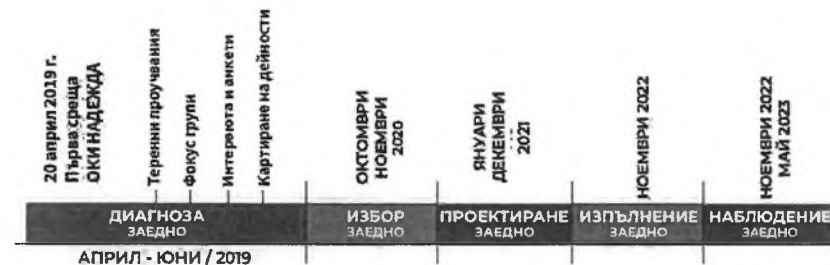 20 април 2019 г.
Първа среща
ОКИ НАДЕЖДА
Теренни проучвания
Фокус групи
Интервюта и анкети
Картиране на дейности
ОКТОМВРИ
НОЕМВРИ
2020
ЯНУАРИ
ДЕКЕМВРИ
2021
НОЕМВРИ 2022
НОЕМВРИ 2022
МАЙ 2023
ДИАГНОЗА
ЗАЕДНО
ИЗБОР
ЗАЕДНО
ПРОЕКТИРАНЕ
ЗАЕДНО
ИЗПЪЛНЕНИЕ
ЗАЕДНО
НАБЛЮДЕНИЕ
ЗАЕДНО
АПРИЛ - ЮНИ / 2019